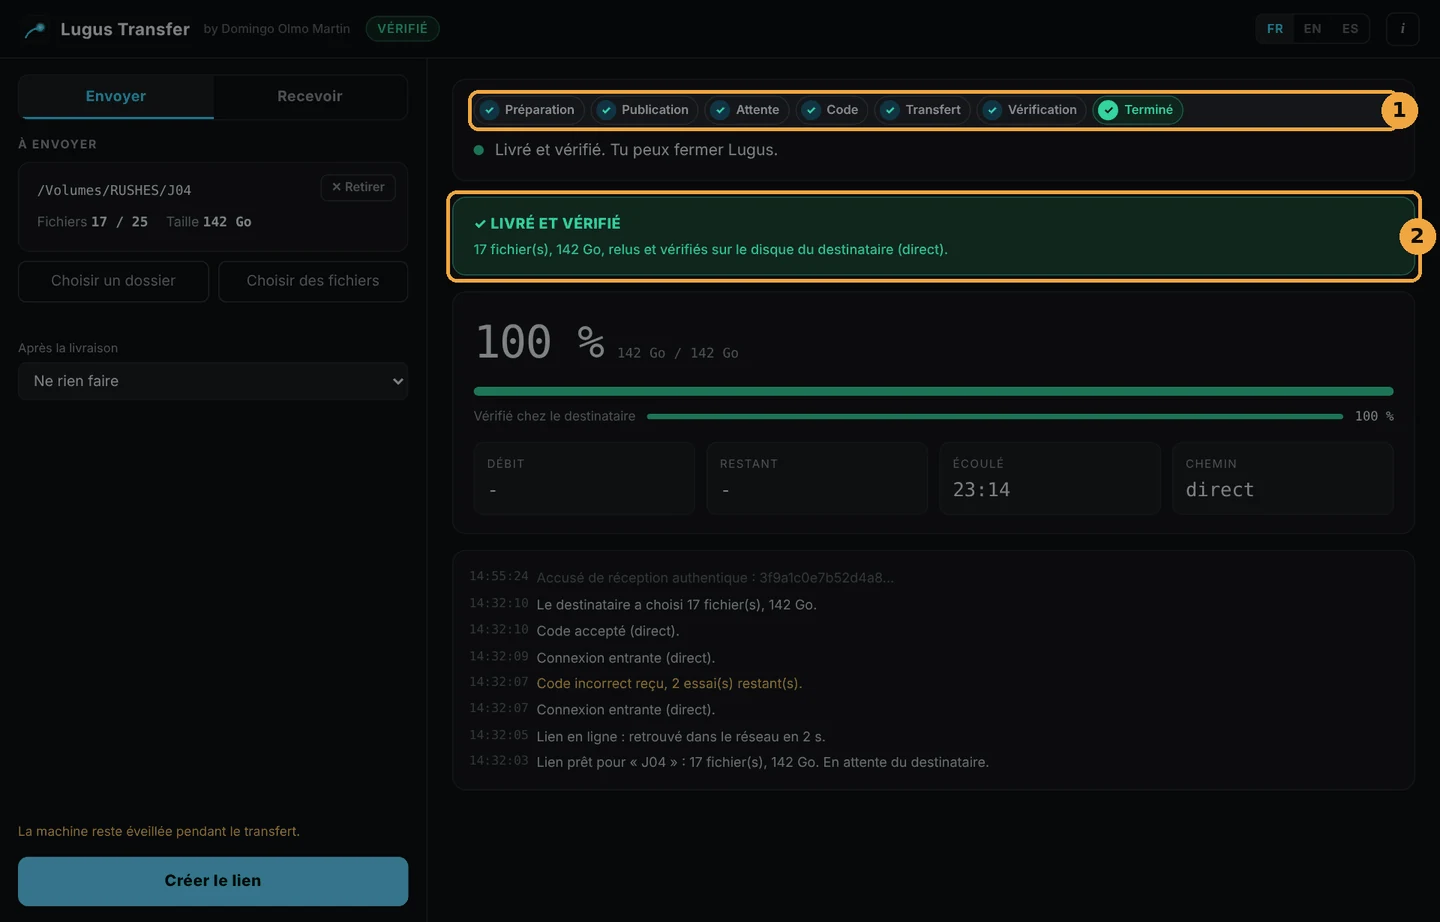 Lugus Transfer by Domingo Olmo Martin VÉRIFIÉ
FR EN ES i
Envoyer Recevoir
À ENVOYER
/Volumes/RUSHES/J04 ✕ Retirer
Fichiers 17 / 25 Taille 142 Go
Choisir un dossier Choisir des fichiers
Après la livraison
Ne rien faire
La machine reste éveillée pendant le transfert.
Créer le lien
✓ Préparation ✓ Publication ✓ Attente ✓ Code ✓ Transfert ✓ Vérification ✓ Terminé 1
Livré et vérifié. Tu peux fermer Lugus.
✓ LIVRÉ ET VÉRIFIÉ
17 fichier(s), 142 Go, relus et vérifiés sur le disque du destinataire (direct).
2
100 % 142 Go / 142 Go
Vérifié chez le destinataire 100 %
DÉBIT RESTANT ÉCOULÉ CHEMIN
- - 23:14 direct
14:55:24 Accusé de réception authentique : 3f9a1c0e7b52d4a8...
14:32:10 Le destinataire a choisi 17 fichier(s), 142 Go.
14:32:10 Code accepté (direct).
14:32:09 Connexion entrante (direct).
14:32:07 Code incorrect reçu, 2 essai(s) restant(s).
14:32:07 Connexion entrante (direct).
14:32:05 Lien en ligne : retrouvé dans le réseau en 2 s.
14:32:03 Lien prêt pour « J04 » : 17 fichier(s), 142 Go. En attente du destinataire.